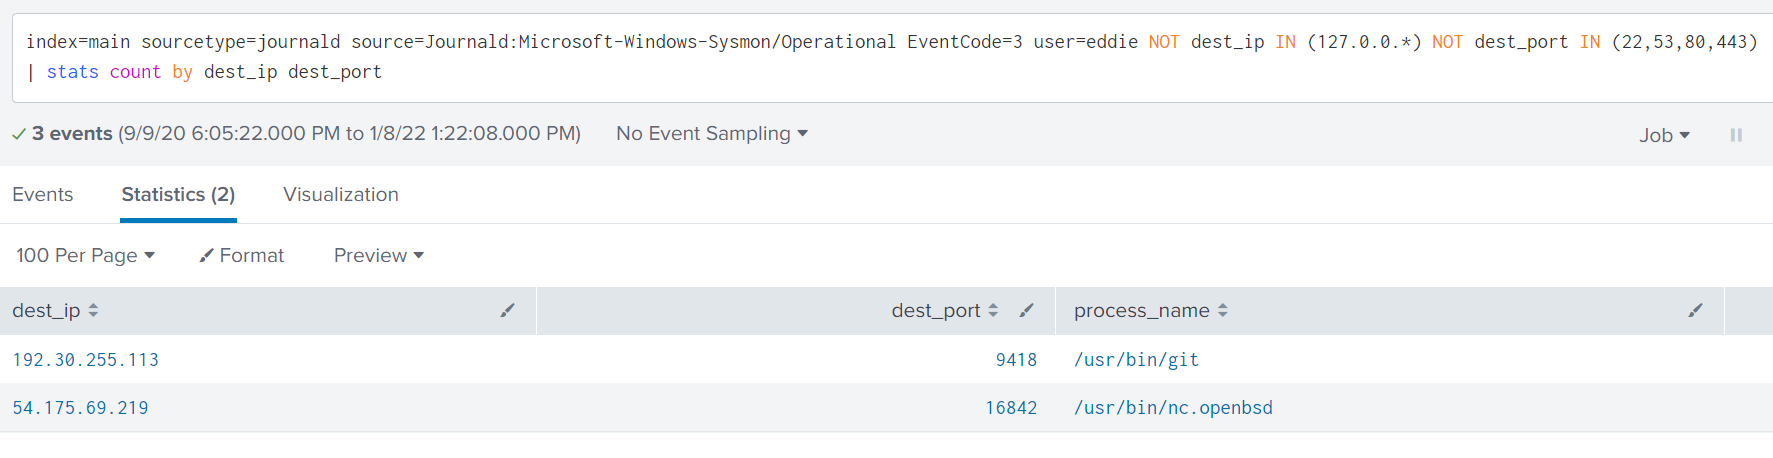 index=main sourcetype=journald source=Journald:Microsoft-Windows-Sysmon/Operational EventCode=3 user=eddie NOT dest_ip IN (127.0.0.*) NOT dest_port IN (22,53,80,443)
| stats count by dest_ip dest_port
3 events (9/9/20 6:05:22.000 PM to 1/8/22 1:22:08.000 PM) No Event Sampling Job
Events Statistics (2) Visualization
100 Per Page Format Preview
dest_ip dest_port process_name
192.30.255.113 9418 /usr/bin/git
54.175.69.219 16842 /usr/bin/nc.openbsd